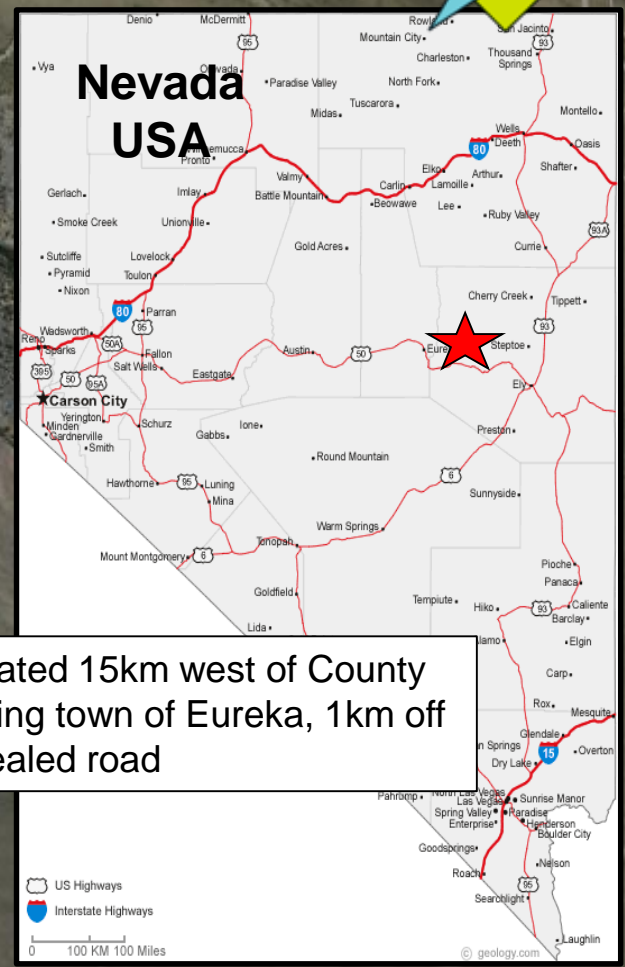 Denio McDermitt Mountain City Charleston Jacinto
93
95
Thousand Springs
Vya
Nevada
USA
Paradise Valley North Fork
Tuscarora
Midas Montello
Wells
Deeth Oasis
80
Pronto
Elko
Valmy Carlin Lamoille Arthur Shafter
Imlay Battle Mountain Beowawe Lee
Gerlach
Smoke Creek Unionville Ruby Valley
93A
Gold Acres Currie
Sutcliffe Lovelock
Pyramid Toulon
Nixon Cherry Creek Tippett
80 Parran
95 93
Wadsworth
Reno 50A
Sparks Fallon Austin 50 Steptoe
395 50 95A Salt Wells Eastgate
Ely
Carson City
Yerington
Minden Schurz Ione Preston
Gardnerville Gabbs
Smith Round Mountain
6
Hawthorne 95 Luning Sunnyside
Mina
Warm Springs
Tonopah
Mount Montgomery 6
Pioche
Panaca
Goldfield Tempiute Hiko 93 Caliente
Barclay
Lida
Elgin
15km west of County
town of Eureka, 1km off
road
Carp
Rox Mesquite
Glendale
Springs 15 Overton
Dry Lake
North Las Vegas
Las Vegas Sunrise Manor
Spring Valley Paradise
Enterprise Henderson
Boulder City
Goodsprings
Nelson
Roach
95
Searchlight
US Highways
Interstate Highways
Laughlin
0 100 KM 100 Miles
© geology.com